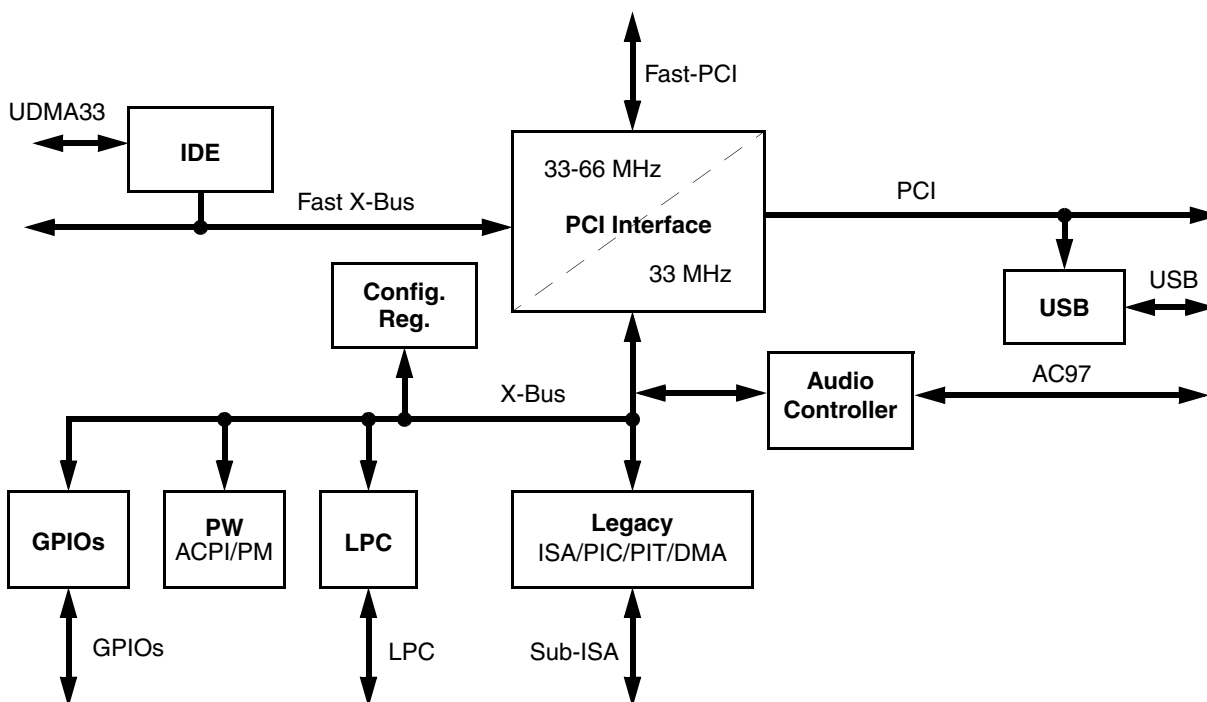 Fast-PCI
UDMA33
IDE
33-66 MHz
PCI
Fast X-Bus
PCI Interface
33 MHz
USB
USB
Config.
Reg.
Audio
Controller
AC97
X-Bus
GPIOs
PW
ACPI/PM
LPC
Legacy
ISA/PIC/PIT/DMA
GPIOs
LPC
Sub-ISA